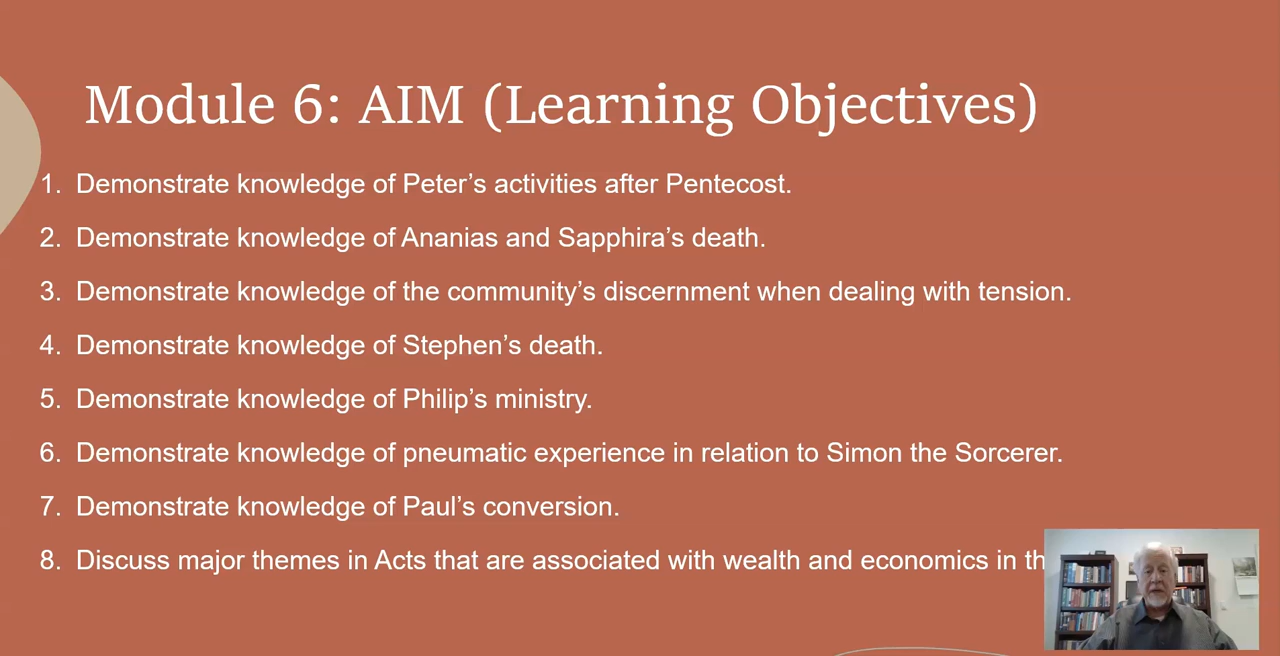 Module 6: AIM (Learning Objectives)
1. Demonstrate knowledge of Peter’s activities after Pentecost.
2. Demonstrate knowledge of Ananias and Sapphira’s death.
3. Demonstrate knowledge of the community’s discernment when dealing with tension.
4. Demonstrate knowledge of Stephen’s death.
5. Demonstrate knowledge of Philip’s ministry.
6. Demonstrate knowledge of pneumatic experience in relation to Simon the Sorcerer.
7. Demonstrate knowledge of Paul’s conversion.
8. Discuss major themes in Acts that are associated with wealth and economics in